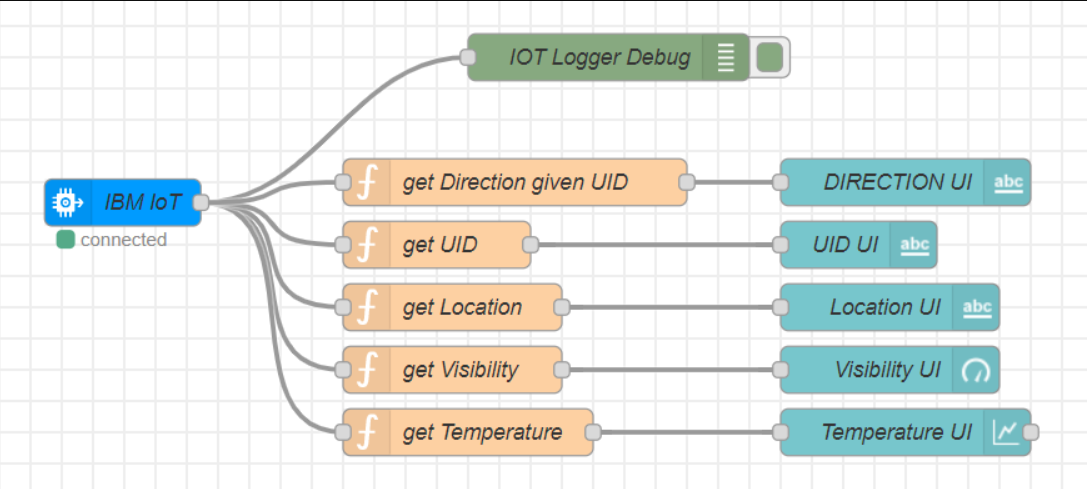 IOT Logger Debug
get Direction given UID
DIRECTION UI
abc
IBM IoT
connected
get UID
UID UI
abc
get Location
Location UI
abc
get Visibility
Visibility UI
get Temperature
Temperature UI